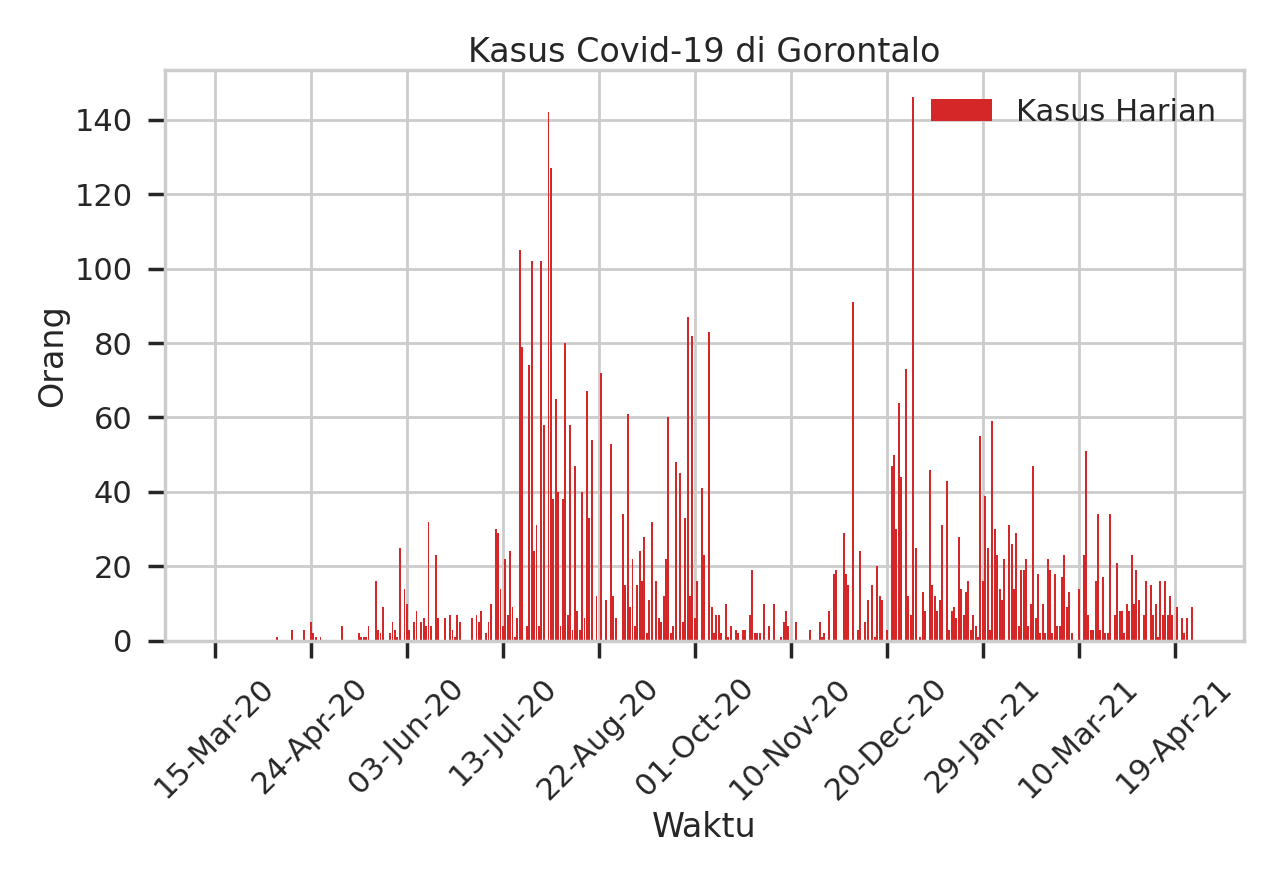 Kasus Covid-19 di Gorontalo
Kasus Harian
140
120
100
80
60
40
20
0
Orang
15-Mar-20
24-Apr-20
03-Jun-20
13-Jul-20
22-Aug-20
01-Oct-20
10-Nov-20
20-Dec-20
29-Jan-21
10-Mar-21
19-Apr-21
Waktu